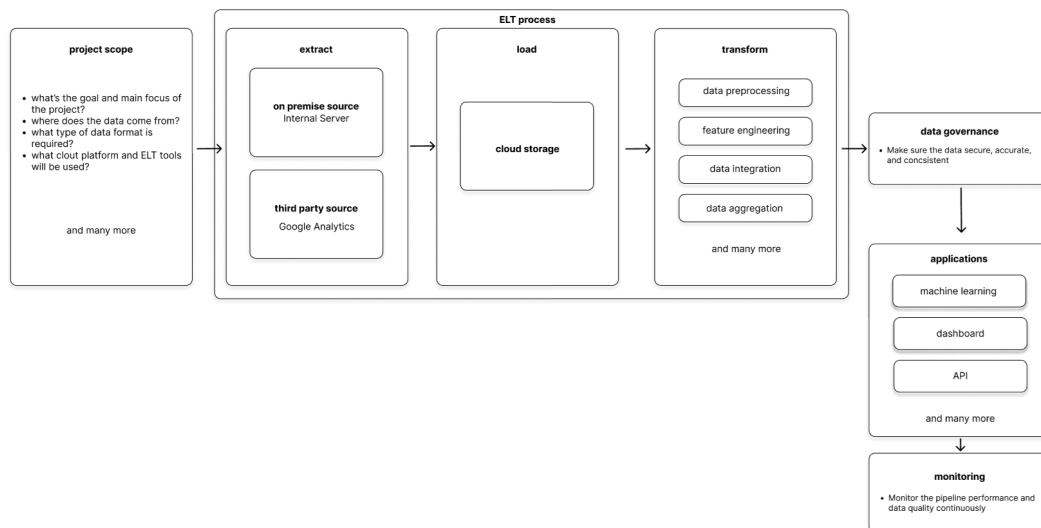 ELT process
project scope
• what's the goal and main focus of
the project?
• where does the data come from?
• what type of data format is
required?
• what clout platform and ELT tools
will be used?
and many more
extract
on premise source
Internal Server
third party source
Google Analytics
load
cloud storage
transform
data preprocessing
feature engineering
data integration
data aggregation
and many more
data governance
• Make sure the data secure, accurate,
and concsistent
applications
machine learning
dashboard
API
and many more
monitoring
• Monitor the pipeline performance and
data quality continuously